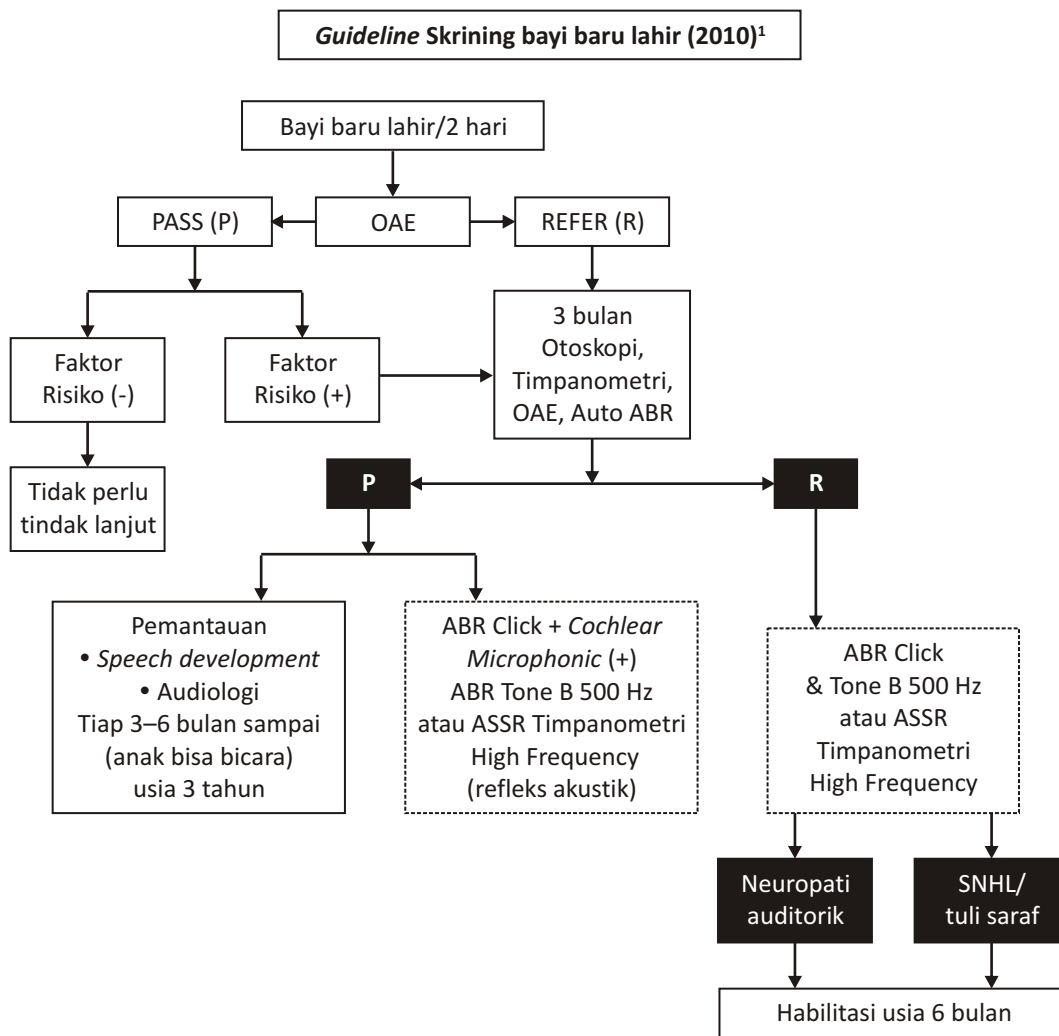 Guideline Skrining bayi baru lahir (2010)¹
Bayi baru lahir/2 hari
PASS (P)
OAE
REFER (R)
Faktor
Risiko (-)
Faktor
Risiko (+)
3 bulan
Otoskopi,
Timpanometri,
OAE, Auto ABR
Tidak perlu
tindak lanjut
P
R
Pemantauan
• Speech development
• Audiologi
Tiap 3–6 bulan sampai
(anak bisa bicara)
usia 3 tahun
ABR Click + Cochlear
Microphonic (+)
ABR Tone B 500 Hz
atau ASSR Timpanometri
High Frequency
(refleks akustik)
ABR Click
& Tone B 500 Hz
atau ASSR
Timpanometri
High Frequency
Neuropati
auditorik
SNHL/
tuli saraf
Habilitasi usia 6 bulan